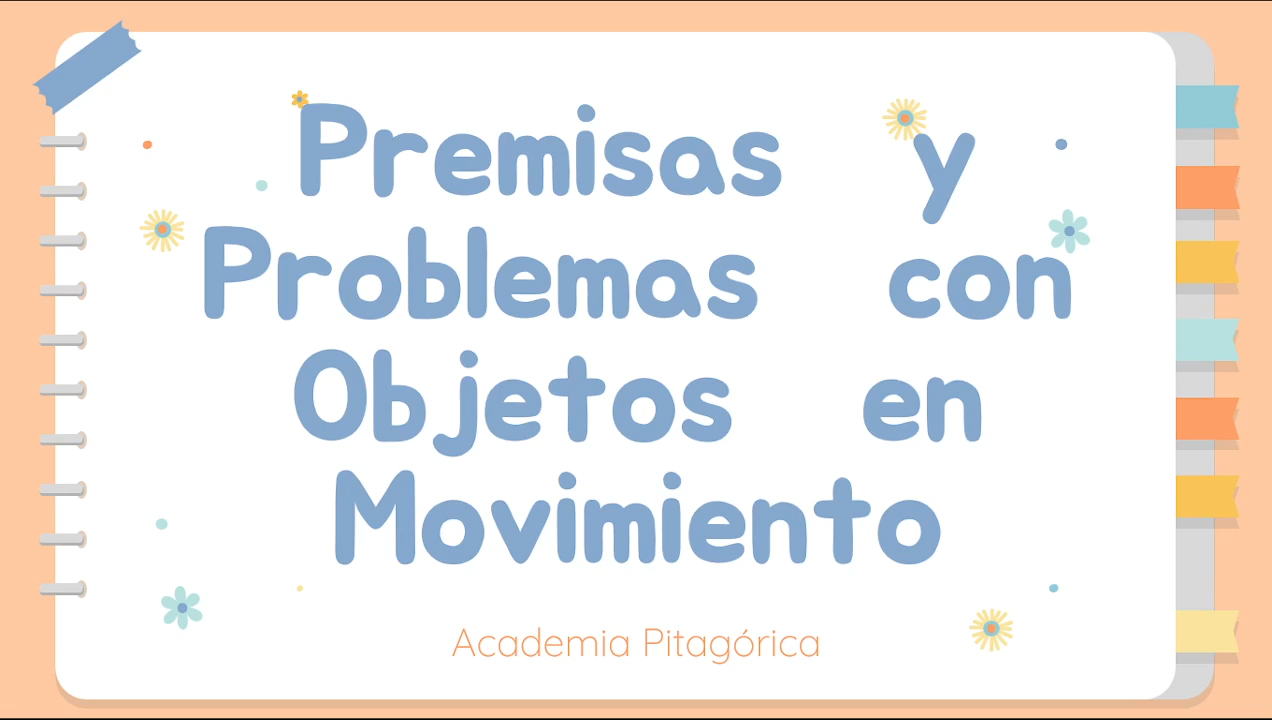 Premisas y
Problemas con
Objetos en
Movimiento
Academia Pitagórica